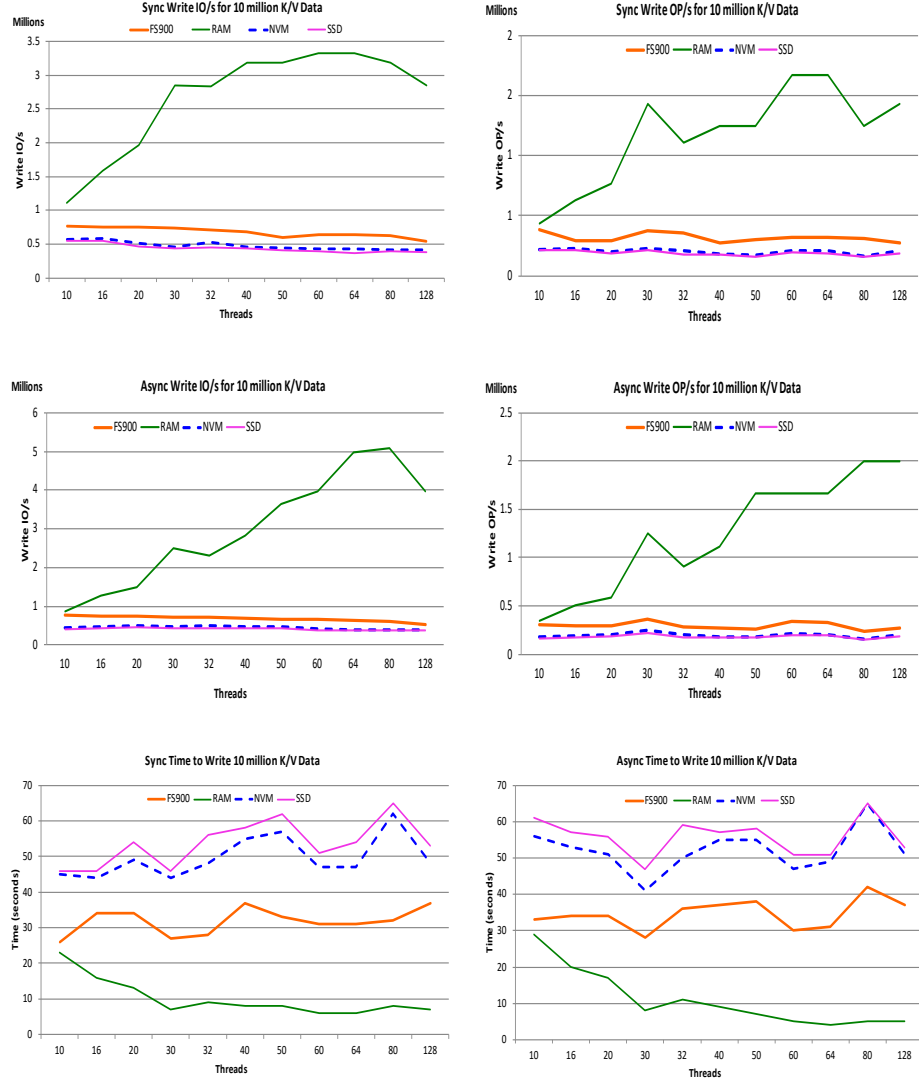 Sync Write IO/s for 10 million K/V Data
Millions
FS900 RAM NVM SSD
3.5
3
2.5
2
1.5
1
0.5
0
Write IO/s
10 16 20 30 32 40 50 60 64 80 128
Threads
Sync Write OP/s for 10 million K/V Data
Millions
FS900 RAM NVM SSD
2
2
1
1
0
Write OP/s
10 16 20 30 32 40 50 60 64 80 128
Threads
Millions
Async Write IO/s for 10 million K/V Data
FS900 RAM NVM SSD
6
5
4
3
2
1
0
Write IO/s
10 16 20 30 32 40 50 60 64 80 128
Threads
Millions
Async Write OP/s for 10 million K/V Data
FS900 RAM NVM SSD
2.5
2
1.5
1
0.5
0
Write OP/s
10 16 20 30 32 40 50 60 64 80 128
Threads
Sync Time to Write 10 million K/V Data
FS900 RAM NVM SSD
70
60
50
40
30
20
10
0
Time (seconds)
10 16 20 30 32 40 50 60 64 80 128
Threads
Async Time to Write 10 million K/V Data
FS900 RAM NVM SSD
70
60
50
40
30
20
10
0
Time (seconds)
10 16 20 30 32 40 50 60 64 80 128
Threads